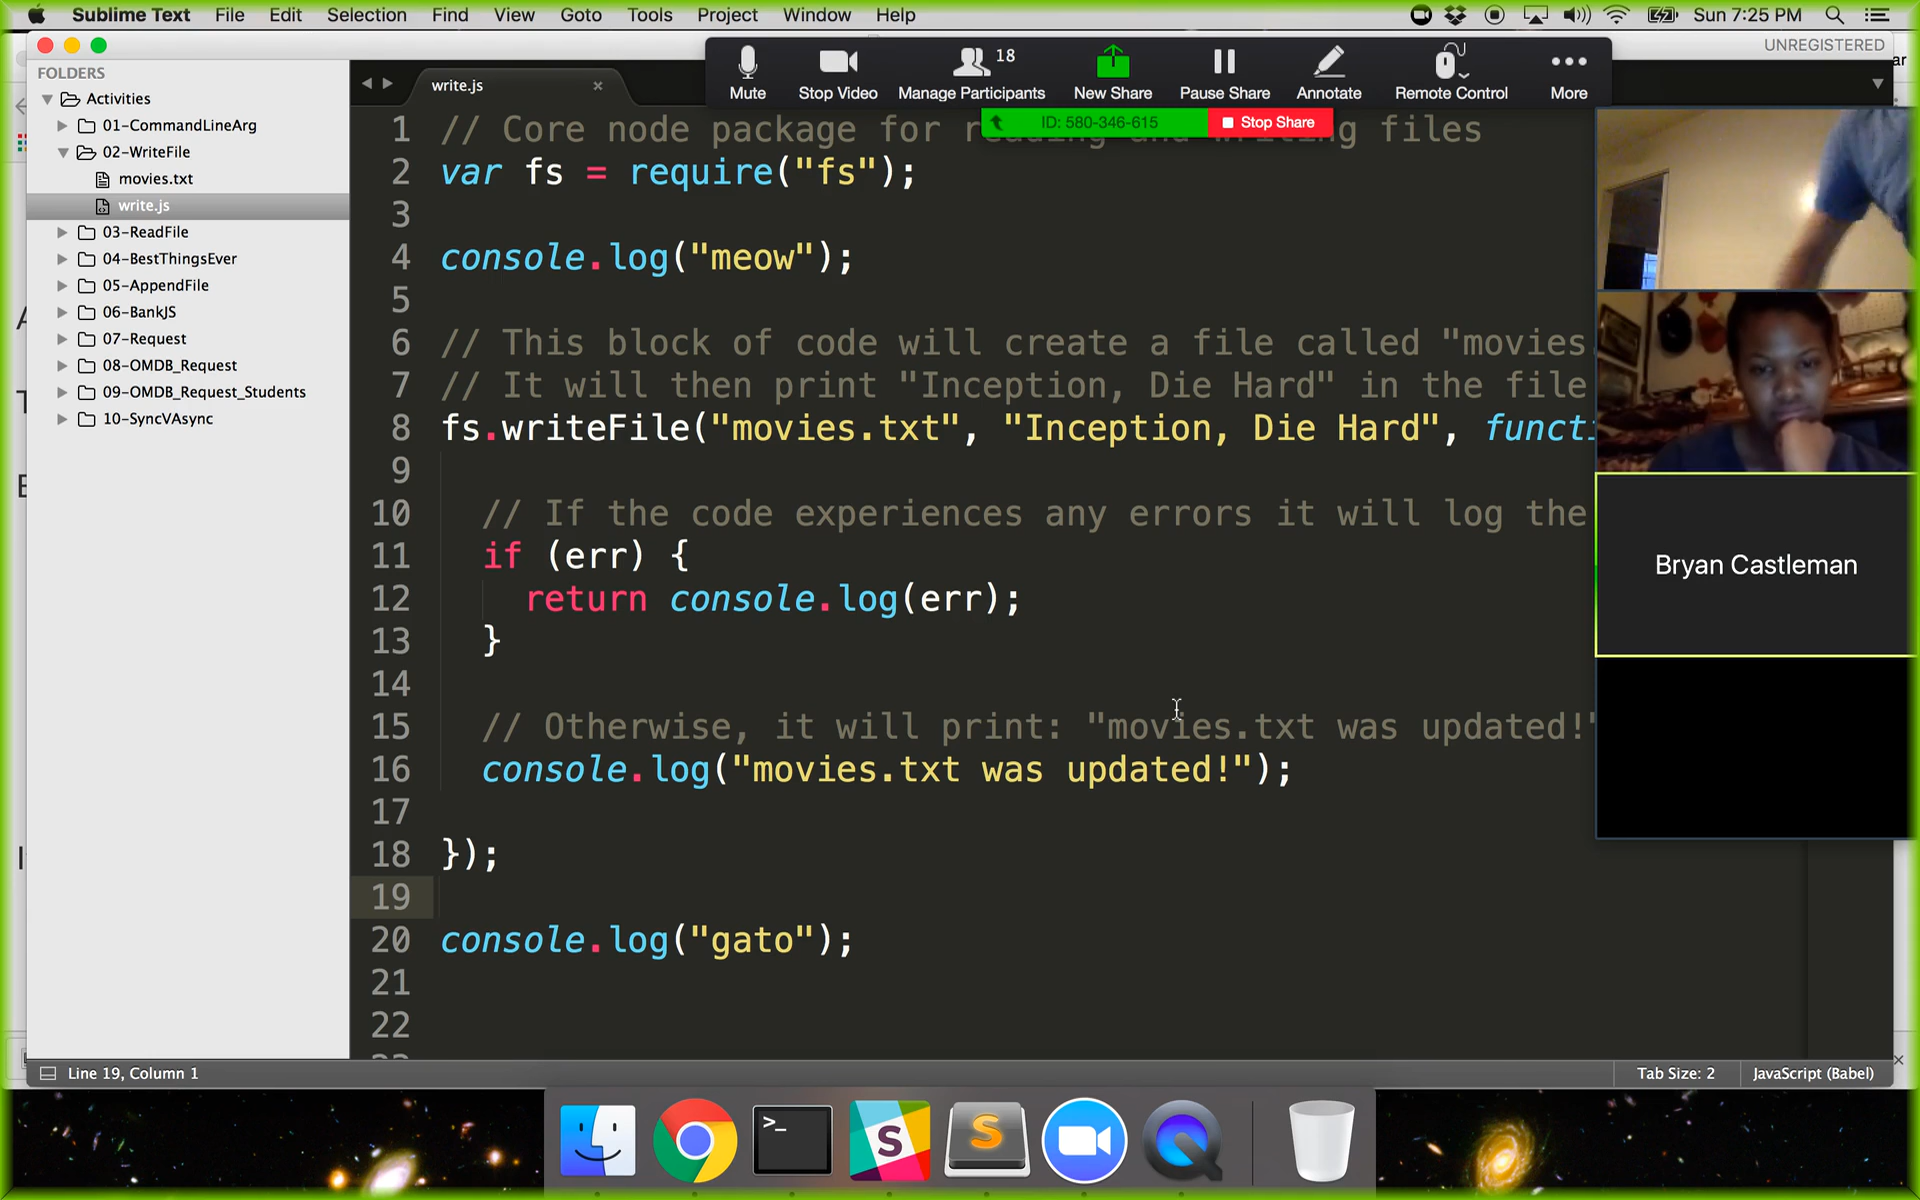 Sublime Text File Edit Selection Find View Goto Tools Project Window Help Sun 7:25 PM
UNREGISTERED
FOLDERS
Activities
01-CommandLineArg
02-WriteFile
movies.txt
write.js
03-ReadFile
04-BestThingsEver
05-AppendFile
06-BankJS
07-Request
08-OMDB_Request
09-OMDB_Request_Students
10-SyncVAsync
write.js
18
Mute Stop Video Manage Participants New Share Pause Share Annotate Remote Control More
ID: 580-346-615 Stop Share
1 // Core node package for reading and writing files
2 var fs = require("fs");
3
4 console.log("meow");
5
6 // This block of code will create a file called "movies.
7 // It will then print "Inception, Die Hard" in the file
8 fs.writeFile("movies.txt", "Inception, Die Hard", functi
9
10 // If the code experiences any errors it will log the
11 if (err) {
12 return console.log(err);
13 }
14
15 // Otherwise, it will print: "movies.txt was updated!"
16 console.log("movies.txt was updated!");
17
18 });
19
20 console.log("gato");
21
22
Bryan Castleman
Line 19, Column 1 Tab Size: 2 JavaScript (Babel)